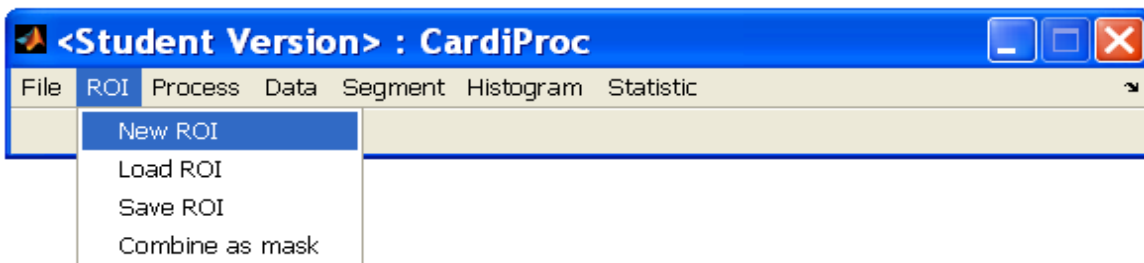 <Student Version> : CardiProc
File ROI Process Data Segment Histogram Statistic
New ROI
Load ROI
Save ROI
Combine as mask